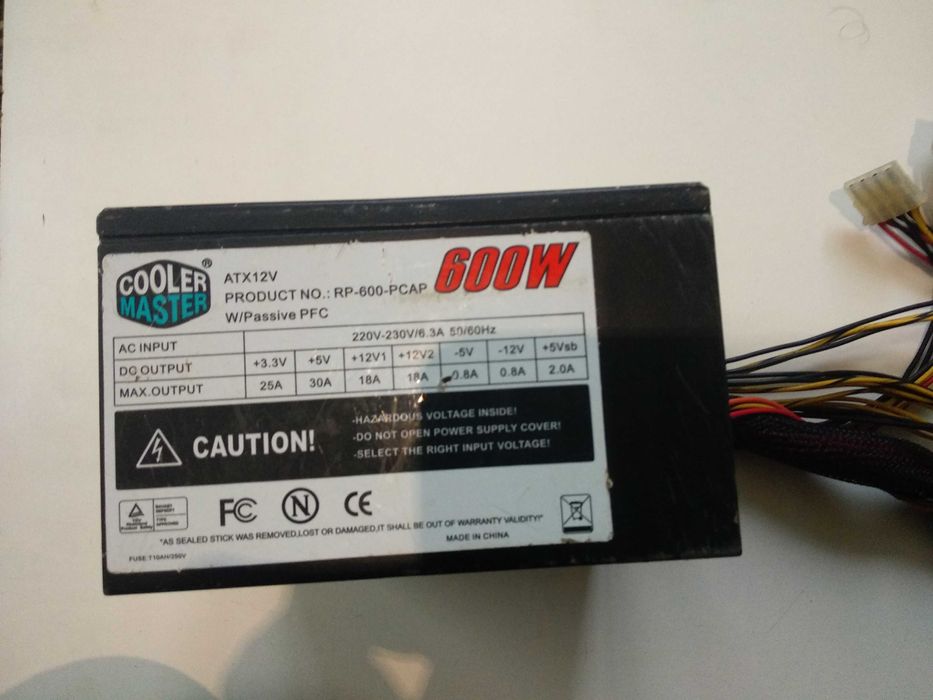 COOLER
MASTER®
ATX12V
PRODUCT NO.: RP-600-PCAP
W/Passive PFC
600W
AC INPUT 220V-230V/6.3A 50/60Hz
DC OUTPUT +3.3V +5V +12V1 +12V2 -5V -12V +5Vsb
MAX.OUTPUT 25A 30A 18A 18A 0.8A 0.8A 2.0A
CAUTION!
-HAZARDOUS VOLTAGE INSIDE!
-DO NOT OPEN POWER SUPPLY COVER!
-SELECT THE RIGHT INPUT VOLTAGE!
FC N CE
"AS SEALED STICK WAS REMOVED,LOST OR DAMAGED,IT SHALL BE OUT OF WARRANTY VALIDITY!"
MADE IN CHINA
FUSE:T10AH/250V